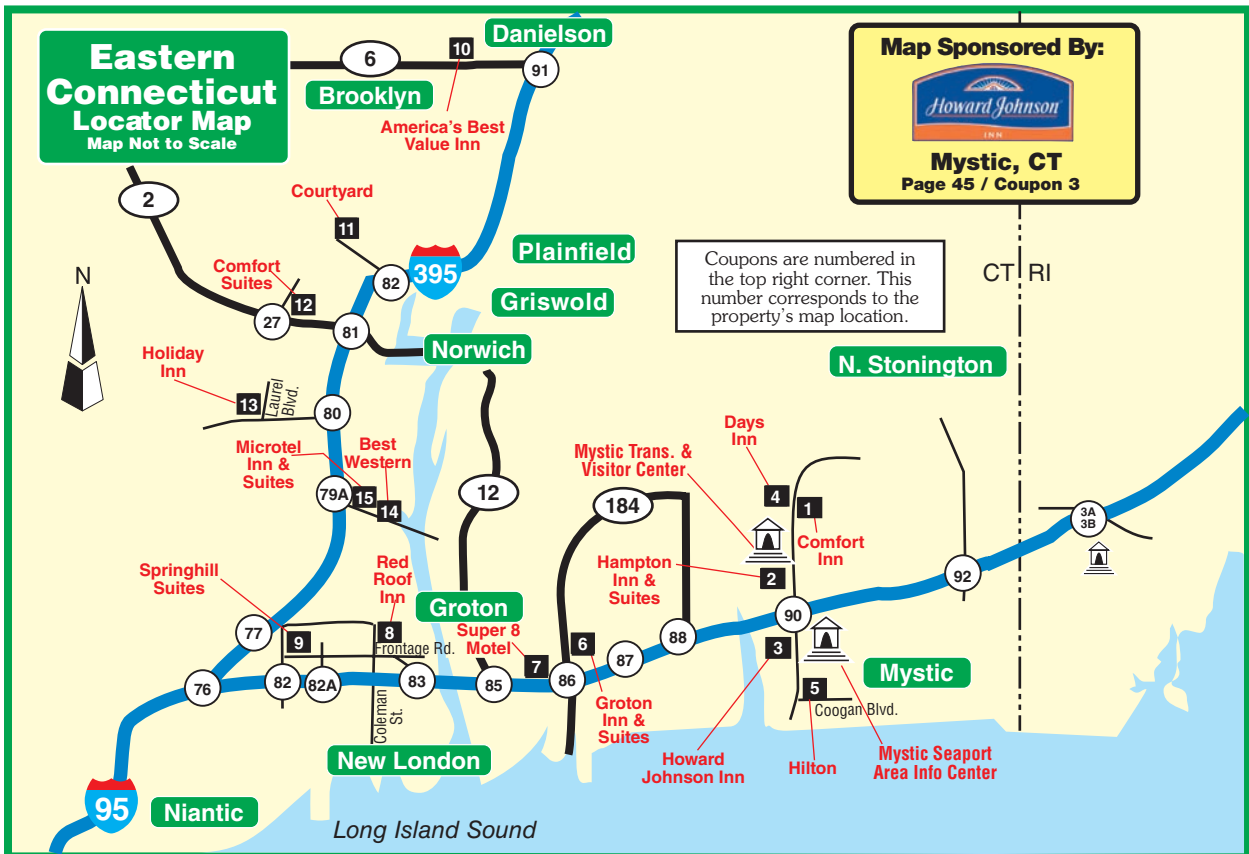 Eastern
Connecticut
Locator Map
Map Not to Scale
6
10
Danielson
91
Brooklyn
America's Best
Value Inn
Map Sponsored By:
Howard Johnson
INN
Mystic, CT
Page 45 / Coupon 3
2
Courtyard
11
82
395
Plainfield
Griswold
Coupons are numbered in
the top right corner. This
number corresponds to the
property's map location.
CT
RI
N
Comfort
Suites
12
27
81
Norwich
N. Stonington
Holiday
Inn
13
Laurel
Blvd.
80
Microtel
Inn &
Suites
Best
Western
79A
15
14
12
184
Mystic Trans. &
Visitor Center
Days
Inn
4
1
Comfort
Inn
3A
3B
Hampton
Inn &
Suites
2
90
92
Springhill
Suites
Red
Roof
Inn
Groton
77
9
8
Frontage Rd.
Super 8
Motel
7
6
87
88
3
Mystic
76
82
82A
83
85
86
Coleman
St.
Groton
Inn &
Suites
5
Coogan Blvd.
New London
Howard
Johnson Inn
Hilton
Mystic Seaport
Area Info Center
95
Niantic
Long Island Sound